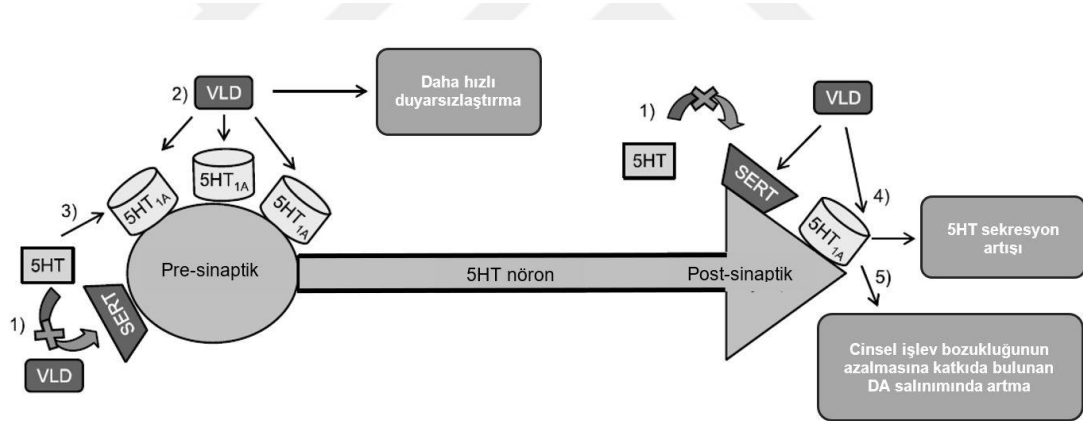 2)
VLD
Daha hızlı
duyarsızlaştırma
5HT1A
5HT1A
5HT1A
3)
5HT
1)
SERT
VLD
Pre-sinaptik
5HT nöron
Post-sinaptik
1)
5HT
VLD
SERT
5HT1A
4)
5HT sekresyon
artışı
5)
Cinsel işlev bozukluğunun
azalmasına katkıda bulunan
DA salınımında artma